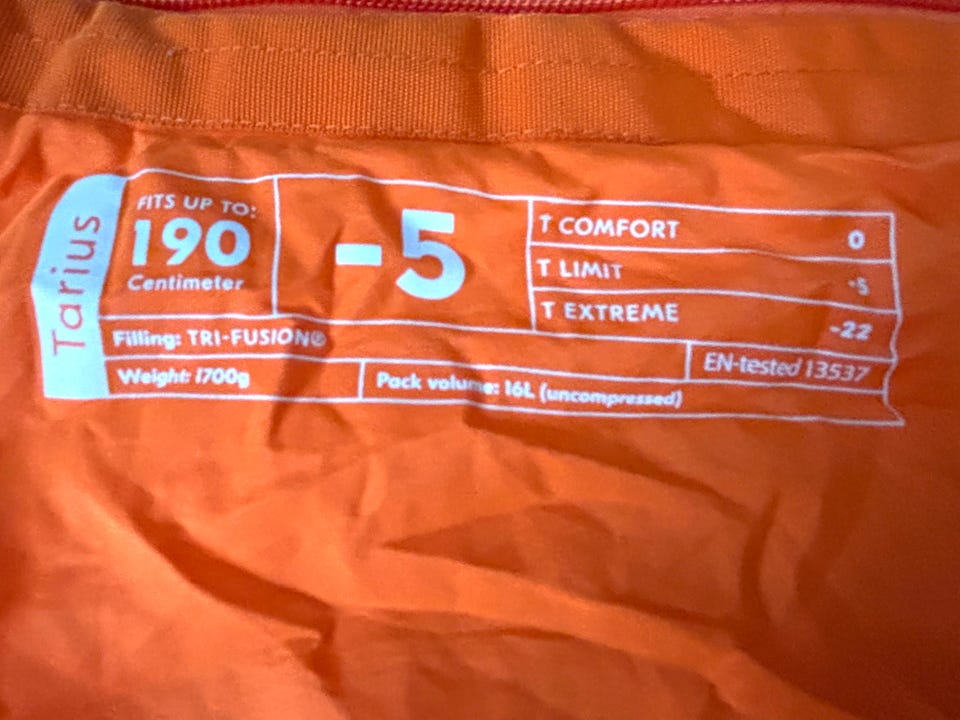 Tarius
FITS UP TO:
190
Centimeter
-5
T COMFORT 0
T LIMIT -5
T EXTREME -22
Filling: TRI-FUSION®
EN-tested 13537
Weight: 1700g
Pack volume: 16L (uncompressed)